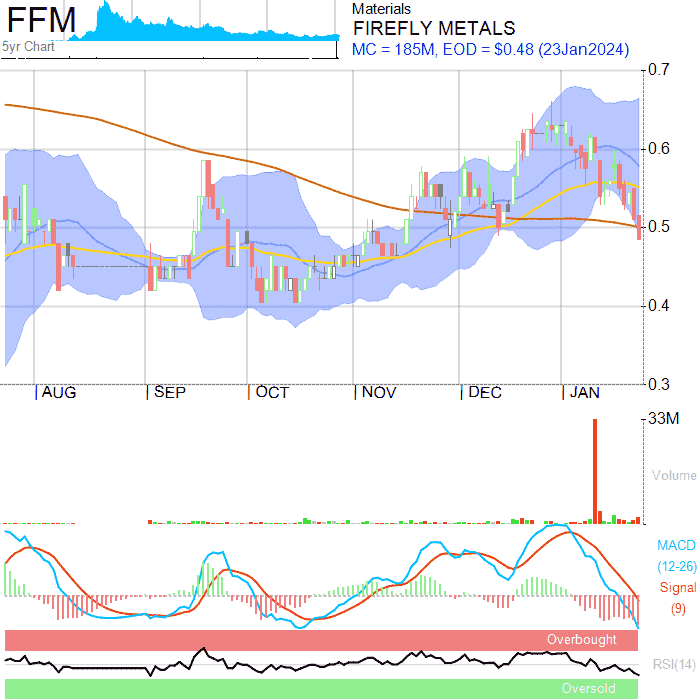 FFM
5yr Chart
Materials
FIREFLY METALS
MC = 185M, EOD = $0.48 (23Jan2024)
0.7
0.6
0.5
0.4
0.3
AUG SEP OCT NOV DEC JAN
33M
Volume
MACD
(12-26)
Signal
(9)
Overbought
RSI(14)
Oversold